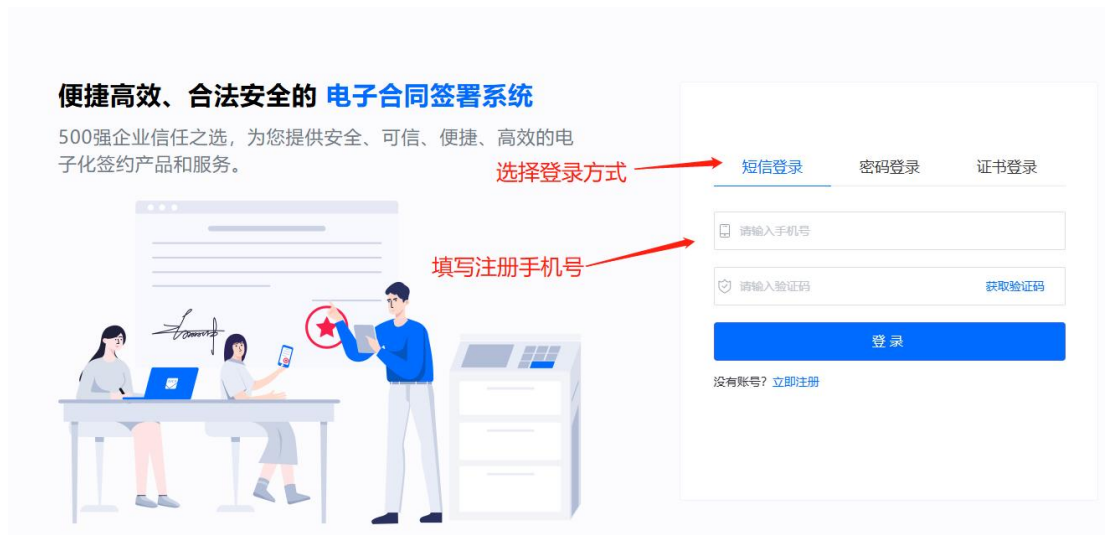 便捷高效、合法安全的 电子合同签署系统
500强企业信任之选，为您提供安全、可信、便捷、高效的电
子化签约产品和服务。
选择登录方式
短信登录 密码登录 证书登录
请输入手机号
填写注册手机号
请输入验证码 获取验证码
登录
没有账号？立即注册